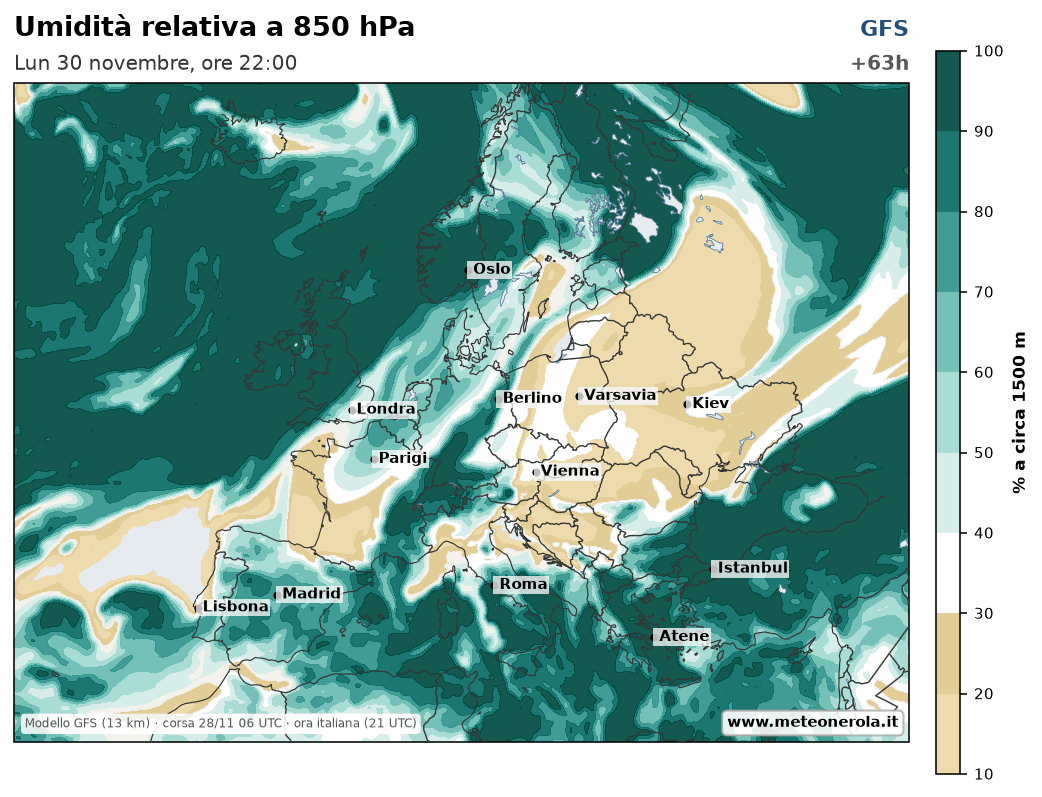 Umidità relativa a 850 hPa
GFS
Lun 30 novembre, ore 22:00
+63h
100
90
80
70
60
50
40
30
20
10
% a circa 1500 m
Oslo
Londra
Berlino
Varsavia
Kiev
Parigi
Vienna
Istanbul
Roma
Madrid
Lisbona
Atene
Modello GFS (13 km) · corsa 28/11 06 UTC · ora italiana (21 UTC)
www.meteonerola.it